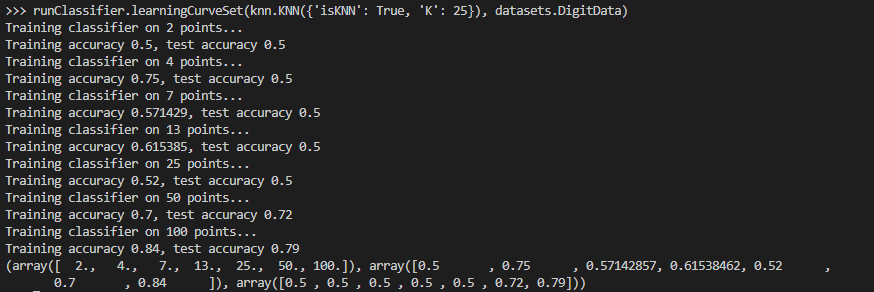 >>> runClassifier.learningCurveSet(knn.KNN({'isKNN': True, 'K': 25}), datasets.DigitData)
Training classifier on 2 points...
Training accuracy 0.5, test accuracy 0.5
Training classifier on 4 points...
Training accuracy 0.75, test accuracy 0.5
Training classifier on 7 points...
Training accuracy 0.571429, test accuracy 0.5
Training classifier on 13 points...
Training accuracy 0.615385, test accuracy 0.5
Training classifier on 25 points...
Training accuracy 0.52, test accuracy 0.5
Training classifier on 50 points...
Training accuracy 0.7, test accuracy 0.72
Training classifier on 100 points...
Training accuracy 0.84, test accuracy 0.79
(array([  2.,   4.,   7.,  13.,  25.,  50., 100.]), array([0.5       , 0.75      , 0.57142857, 0.61538462, 0.52      ,
       0.7       , 0.84      ]), array([0.5 , 0.5 , 0.5 , 0.5 , 0.5 , 0.72, 0.79]))